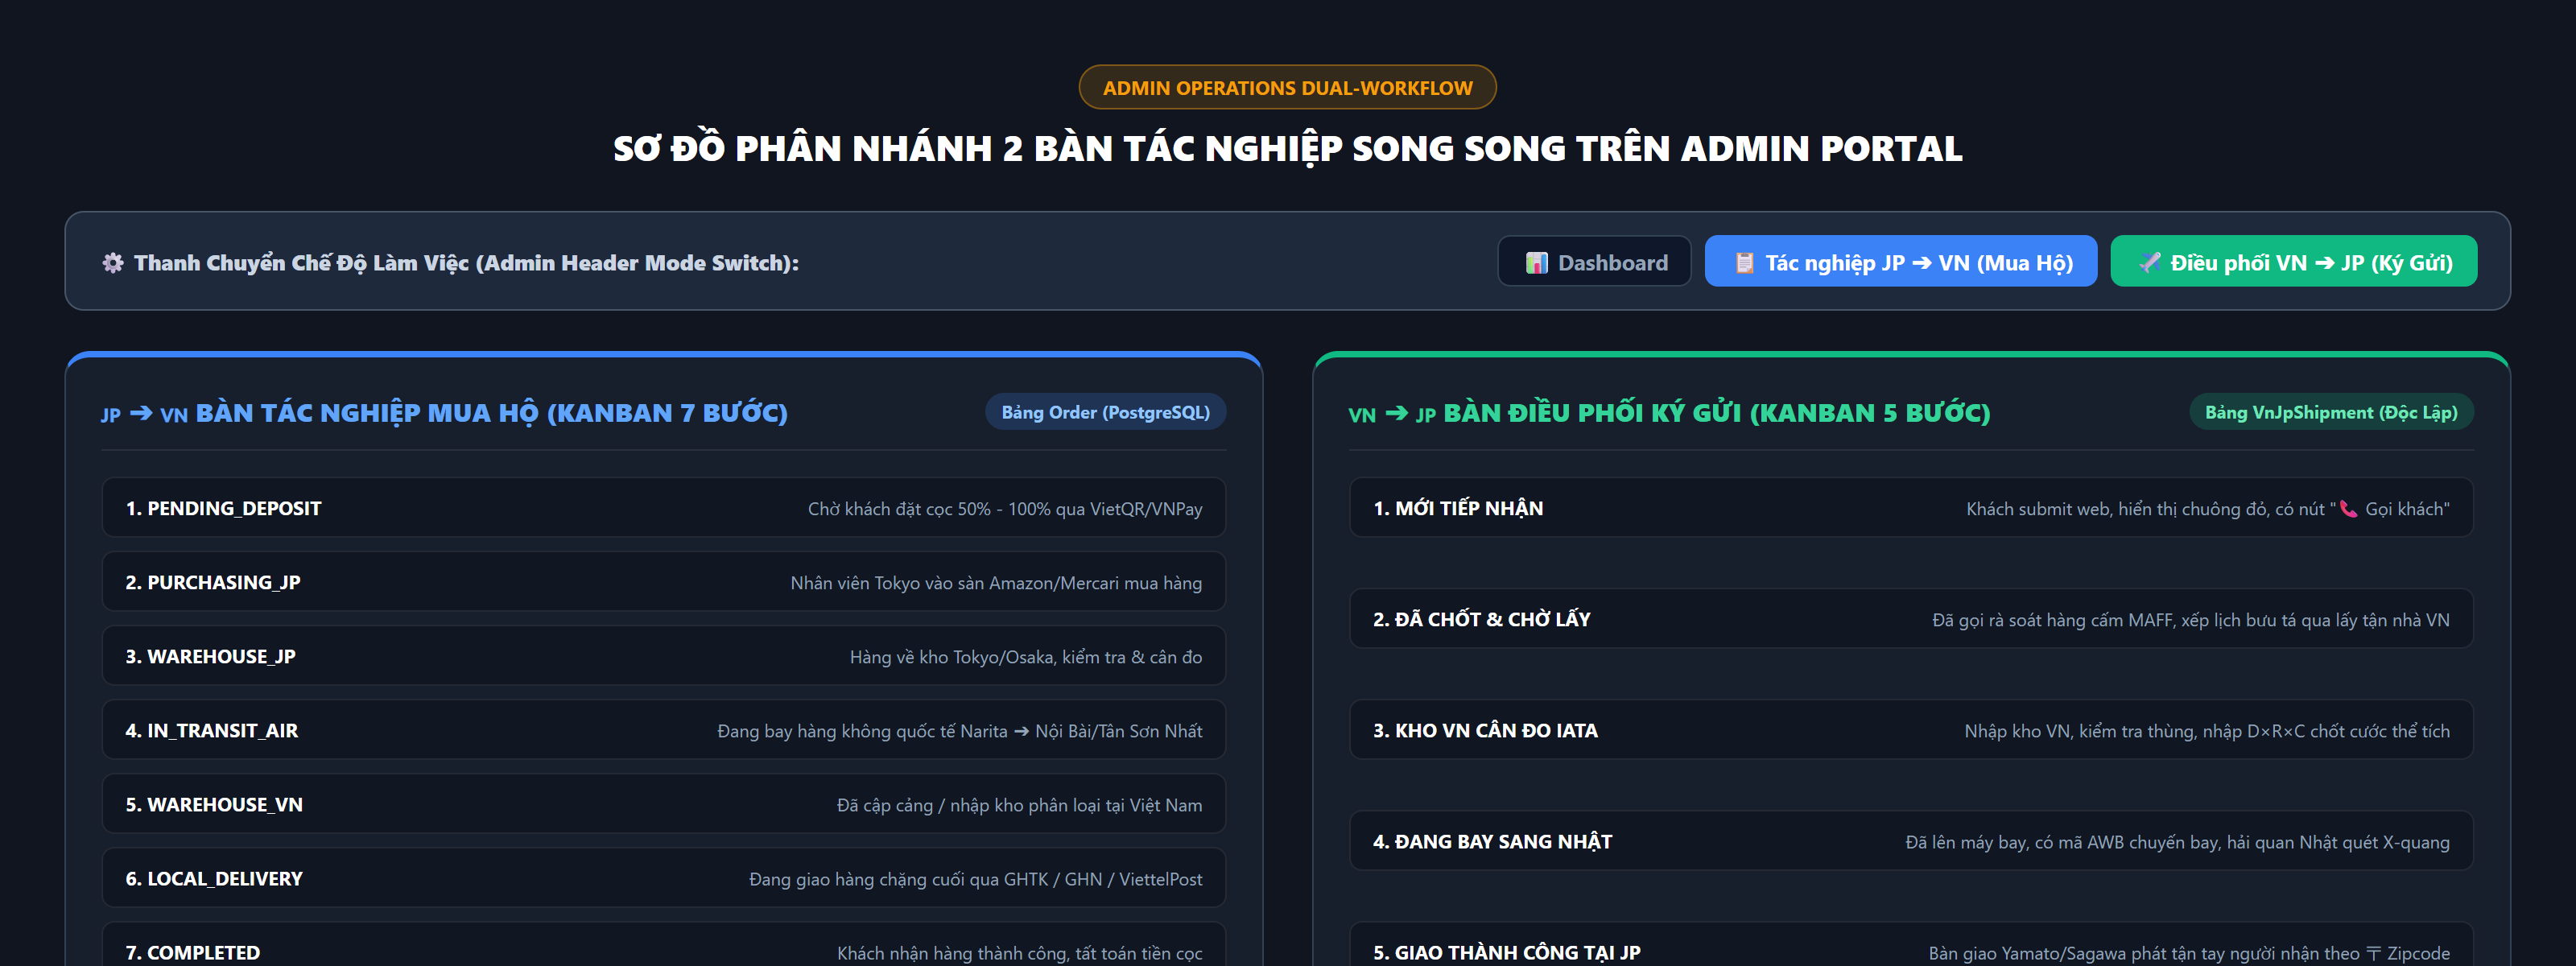 ADMIN OPERATIONS DUAL-WORKFLOW
SƠ ĐỒ PHÂN NHÁNH 2 BÀN TÁC NGHIỆP SONG SONG TRÊN ADMIN PORTAL
⚙️ Thanh Chuyển Chế Độ Làm Việc (Admin Header Mode Switch):
📊 Dashboard
📋 Tác nghiệp JP ➔ VN (Mua Hộ)
✈️ Điều phối VN ➔ JP (Ký Gửi)
JP ➔ VN BÀN TÁC NGHIỆP MUA HỘ (KANBAN 7 BƯỚC)
Bảng Order (PostgreSQL)
1. PENDING_DEPOSIT
Chờ khách đặt cọc 50% - 100% qua VietQR/VNPay
2. PURCHASING_JP
Nhân viên Tokyo vào sàn Amazon/Mercari mua hàng
3. WAREHOUSE_JP
Hàng về kho Tokyo/Osaka, kiểm tra & cân đo
4. IN_TRANSIT_AIR
Đang bay hàng không quốc tế Narita ➔ Nội Bài/Tân Sơn Nhất
5. WAREHOUSE_VN
Đã cập cảng / nhập kho phân loại tại Việt Nam
6. LOCAL_DELIVERY
Đang giao hàng chặng cuối qua GHTK / GHN / ViettelPost
7. COMPLETED
Khách nhận hàng thành công, tất toán tiền cọc
VN ➔ JP BÀN ĐIỀU PHỐI KÝ GỬI (KANBAN 5 BƯỚC)
Bảng VnJpShipment (Độc Lập)
1. MỚI TIẾP NHẬN
Khách submit web, hiển thị chuông đỏ, có nút "📞 Gọi khách"
2. ĐÃ CHỐT & CHỜ LẤY
Đã gọi rà soát hàng cấm MAFF, xếp lịch bưu tá qua lấy tận nhà VN
3. KHO VN CÂN ĐO IATA
Nhập kho VN, kiểm tra thùng, nhập D×R×C chốt cước thể tích
4. ĐANG BAY SANG NHẬT
Đã lên máy bay, có mã AWB chuyến bay, hải quan Nhật quét X-quang
5. GIAO THÀNH CÔNG TẠI JP
Bàn giao Yamato/Sagawa phát tận tay người nhận theo 〒 Zipcode